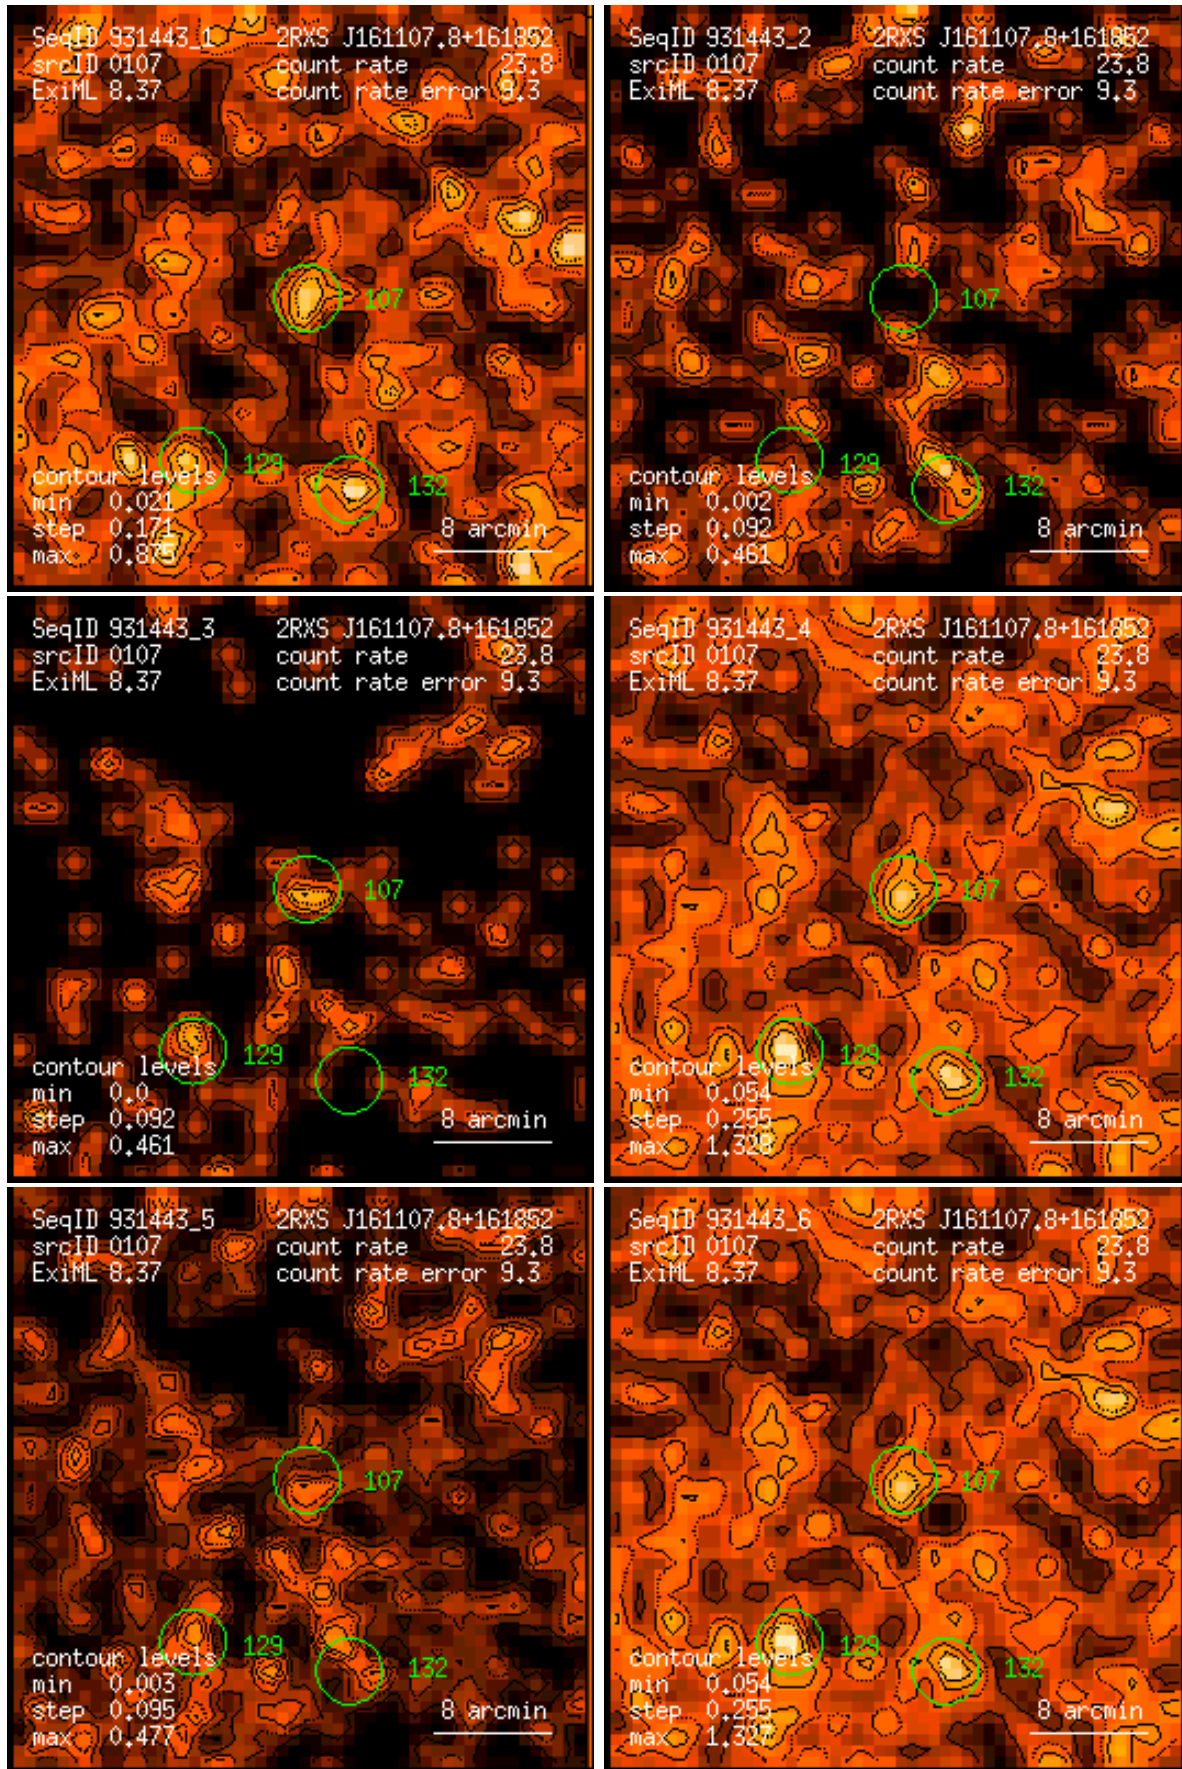 SeqID 931443_1 2RXS J161107.8+161852
srcID 0107 count rate 23.8
ExiML 8.37 count rate error 9.3
107
129
132
contour levels
min 0.021
step 0.171
max 0.875
8 arcmin
SeqID 931443_2 2RXS J161107.8+161852
srcID 0107 count rate 23.8
ExiML 8.37 count rate error 9.3
107
129
132
contour levels
min 0.002
step 0.092
max 0.461
8 arcmin
SeqID 931443_3 2RXS J161107.8+161852
srcID 0107 count rate 23.8
ExiML 8.37 count rate error 9.3
107
129
132
contour levels
min 0.0
step 0.092
max 0.461
8 arcmin
SeqID 931443_4 2RXS J161107.8+161852
srcID 0107 count rate 23.8
ExiML 8.37 count rate error 9.3
107
129
132
contour levels
min 0.054
step 0.255
max 1.328
8 arcmin
SeqID 931443_5 2RXS J161107.8+161852
srcID 0107 count rate 23.8
ExiML 8.37 count rate error 9.3
107
129
132
contour levels
min 0.003
step 0.095
max 0.477
8 arcmin
SeqID 931443_6 2RXS J161107.8+161852
srcID 0107 count rate 23.8
ExiML 8.37 count rate error 9.3
107
129
132
contour levels
min 0.054
step 0.255
max 1.327
8 arcmin